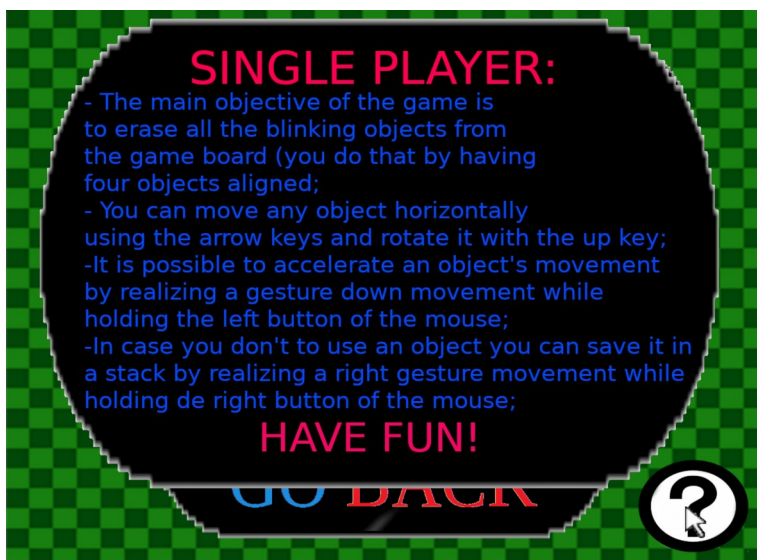 SINGLE PLAYER:
- The main objective of the game is
to erase all the blinking objects from
the game board (you do that by having
four objects aligned;
- You can move any object horizontally
using the arrow keys and rotate it with the up key;
-It is possible to accelerate an object's movement
by realizing a gesture down movement while
holding the left button of the mouse;
-In case you don't to use an object you can save it in
a stack by realizing a right gesture movement while
holding de right button of the mouse;
HAVE FUN!
GO BACK
?